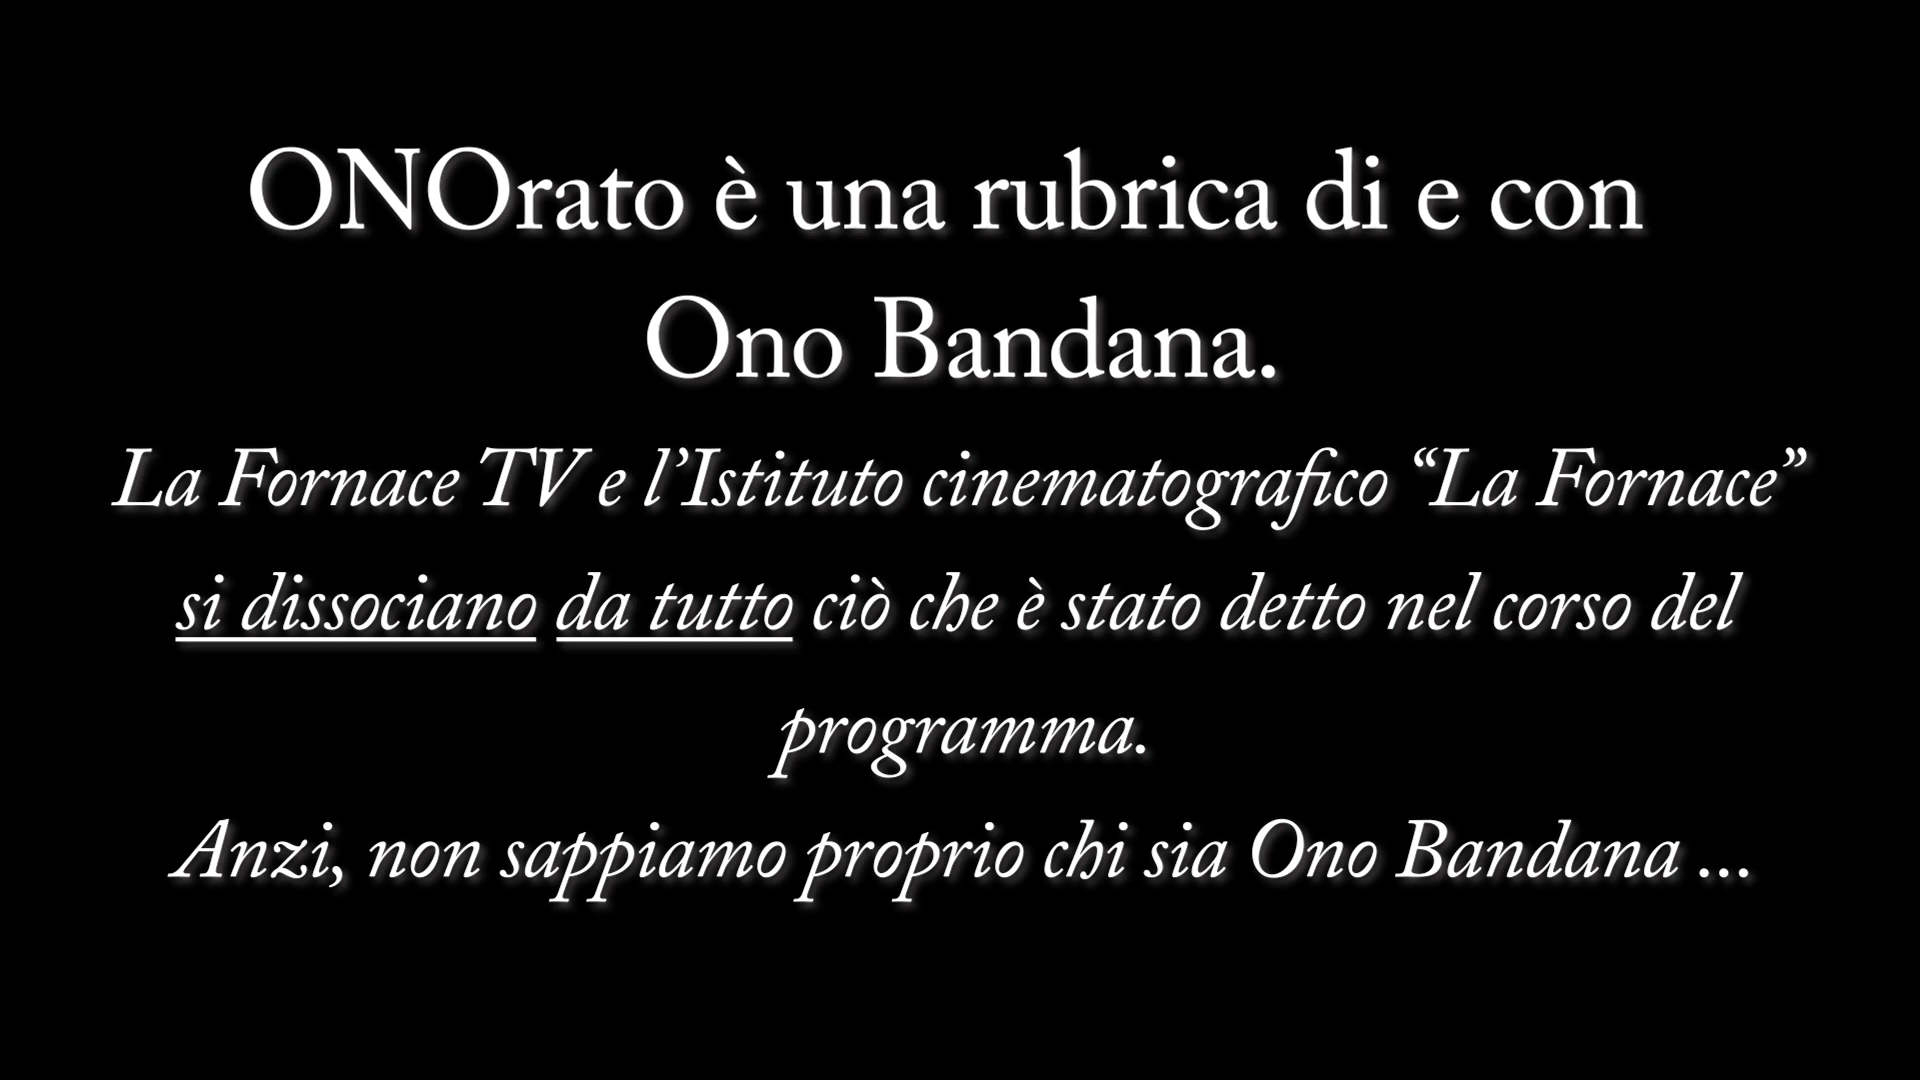 ONOrato è una rubrica di e con
Ono Bandana.
La Fornace TV e l’Istituto cinematografico “La Fornace”
si dissociano da tutto ciò che è stato detto nel corso del
programma.
Anzi, non sappiamo proprio chi sia Ono Bandana ...